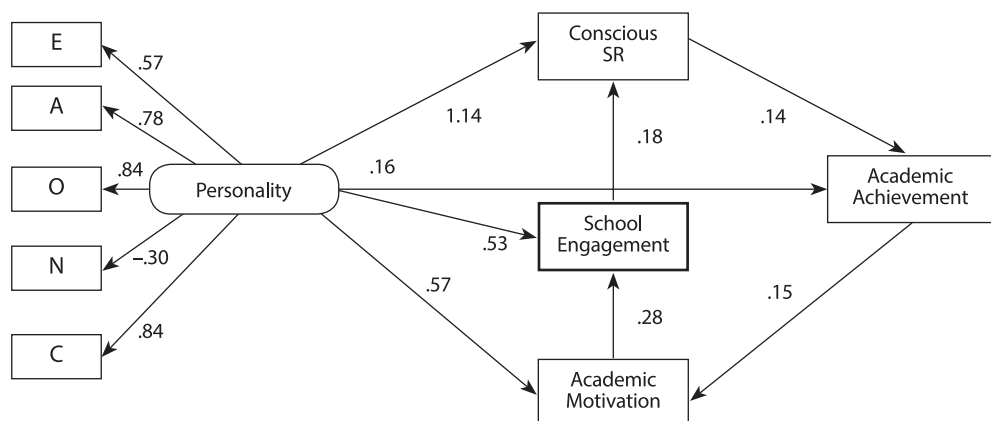 E
Conscious
SR
.57
A
.78
1.14
.14
.18
O
.84
.16
Personality
Academic
Achievement
School
Engagement
.53
N
–.30
.57
.15
.28
C
.84
Academic
Motivation